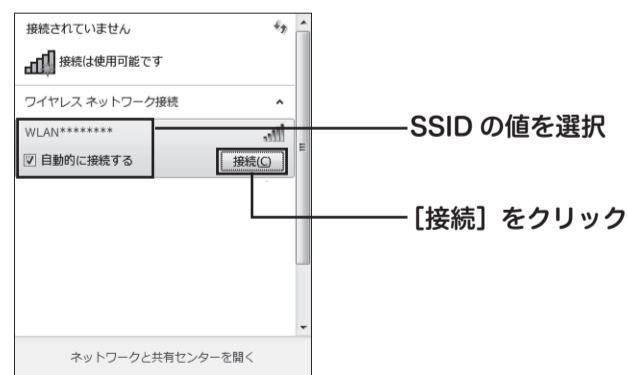 接続されていません
接続は使用可能です
ワイヤレス ネットワーク接続
WLAN********
自動的に接続する
接続(C)
SSID の値を選択
［接続］をクリック
ネットワークと共有センターを開く